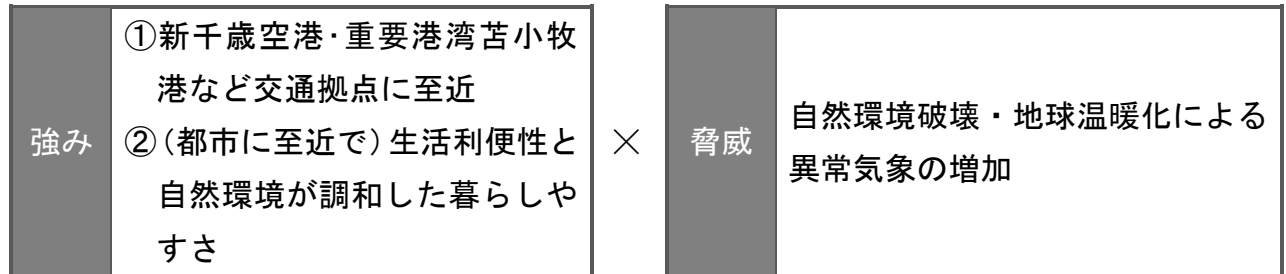 強み
①新千歳空港・重要港湾苫小牧
港など交通拠点に至近
②(都市に至近で)生活利便性と
自然環境が調和した暮らしや
すさ
×
脅威
自然環境破壊・地球温暖化による
異常気象の増加